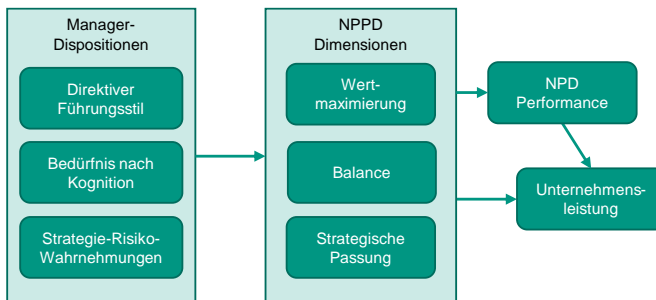 Manager-
Dispositionen
Direktiver
Führungsstil
Bedürfnis nach
Kognition
Strategie-Risiko-
Wahrnehmungen
NPPD
Dimensionen
Wert-
maximierung
Balance
Strategische
Passung
NPD
Performance
Unternehmens-
leistung